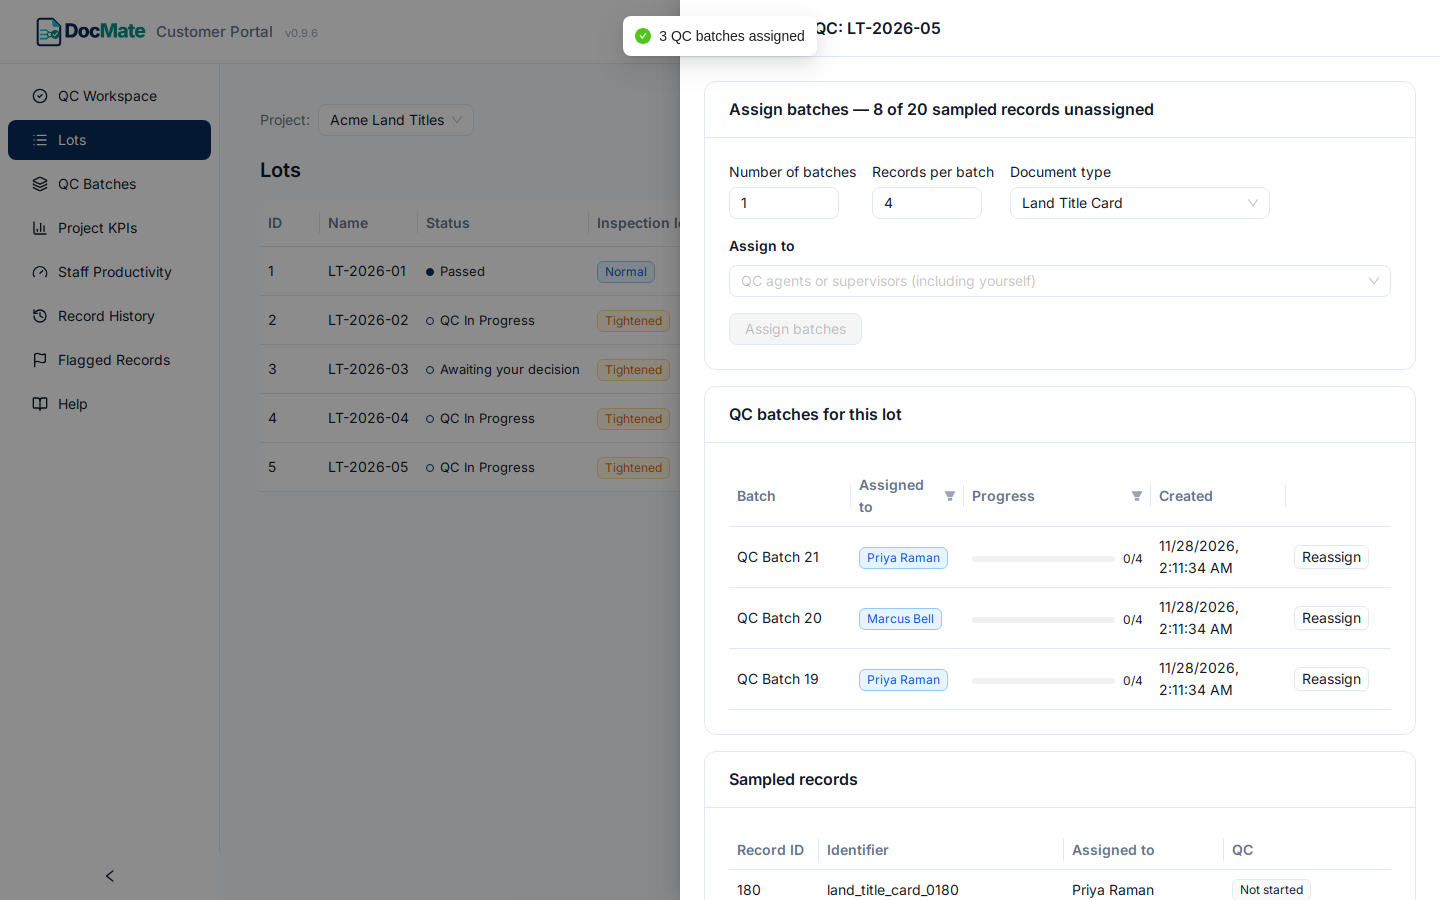 DocMate Customer Portal v0.9.6
3 QC batches assigned
QC: LT-2026-05
QC Workspace
Lots
QC Batches
Project KPIs
Staff Productivity
Record History
Flagged Records
Help
Project: Acme Land Titles
Lots
ID Name Status Inspection
1 LT-2026-01 Passed Normal
2 LT-2026-02 QC In Progress Tightened
3 LT-2026-03 Awaiting your decision Tightened
4 LT-2026-04 QC In Progress Tightened
5 LT-2026-05 QC In Progress Tightened
Assign batches — 8 of 20 sampled records unassigned
Number of batches Records per batch Document type
1 4 Land Title Card
Assign to
QC agents or supervisors (including yourself)
Assign batches
QC batches for this lot
Batch Assigned to Progress Created
QC Batch 21 Priya Raman 0/4 11/28/2026, 2:11:34 AM Reassign
QC Batch 20 Marcus Bell 0/4 11/28/2026, 2:11:34 AM Reassign
QC Batch 19 Priya Raman 0/4 11/28/2026, 2:11:34 AM Reassign
Sampled records
Record ID Identifier Assigned to QC
180 land_title_card_0180 Priya Raman Not started